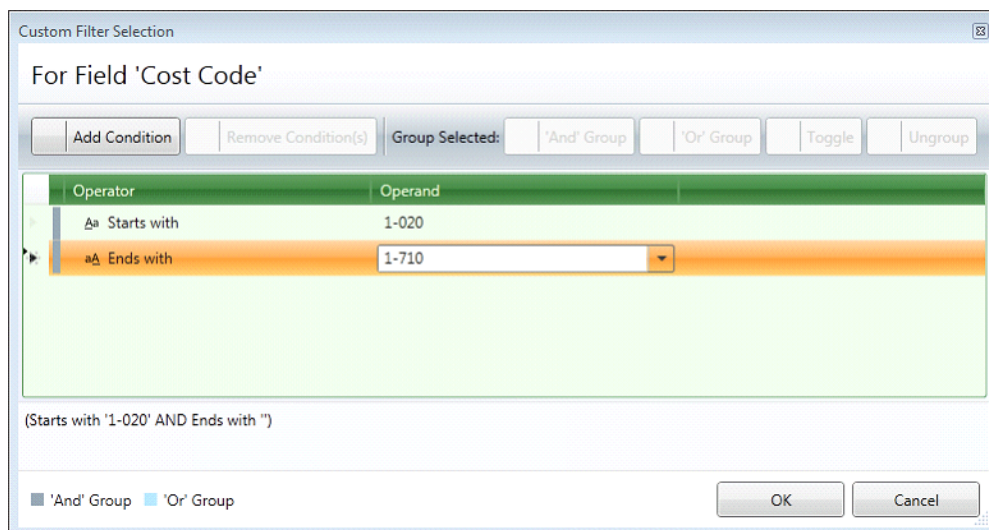 Custom Filter Selection
For Field 'Cost Code'
Add Condition Remove Condition(s) Group Selected: 'And' Group 'Or' Group Toggle Ungroup
Operator Operand
Aa Starts with 1-020
aA Ends with 1-710
(Starts with '1-020' AND Ends with '')
'And' Group 'Or' Group OK Cancel